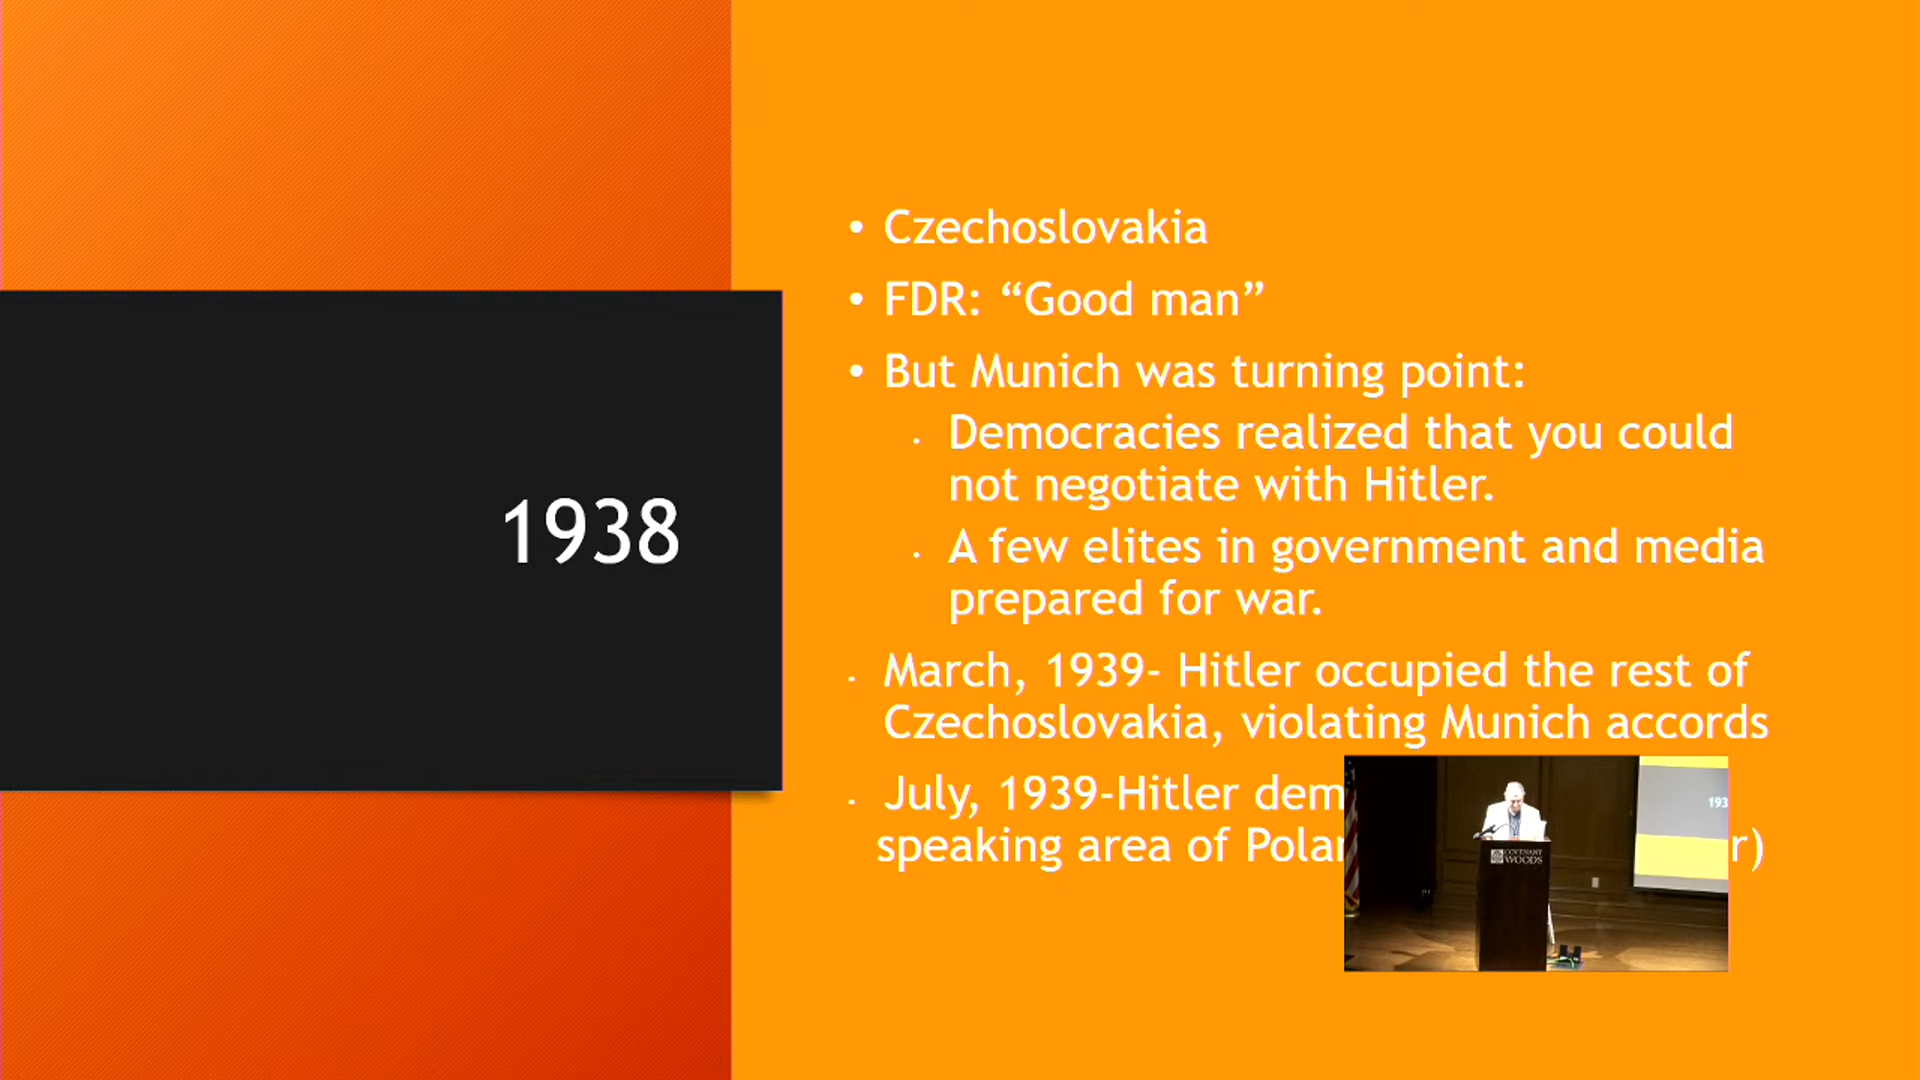 1938
• Czechoslovakia
• FDR: “Good man”
• But Munich was turning point:
• Democracies realized that you could
not negotiate with Hitler.
• A few elites in government and media
prepared for war.
• March, 1939- Hitler occupied the rest of
Czechoslovakia, violating Munich accords
• July, 1939-Hitler
speaking area of
COVENANT
WOODS